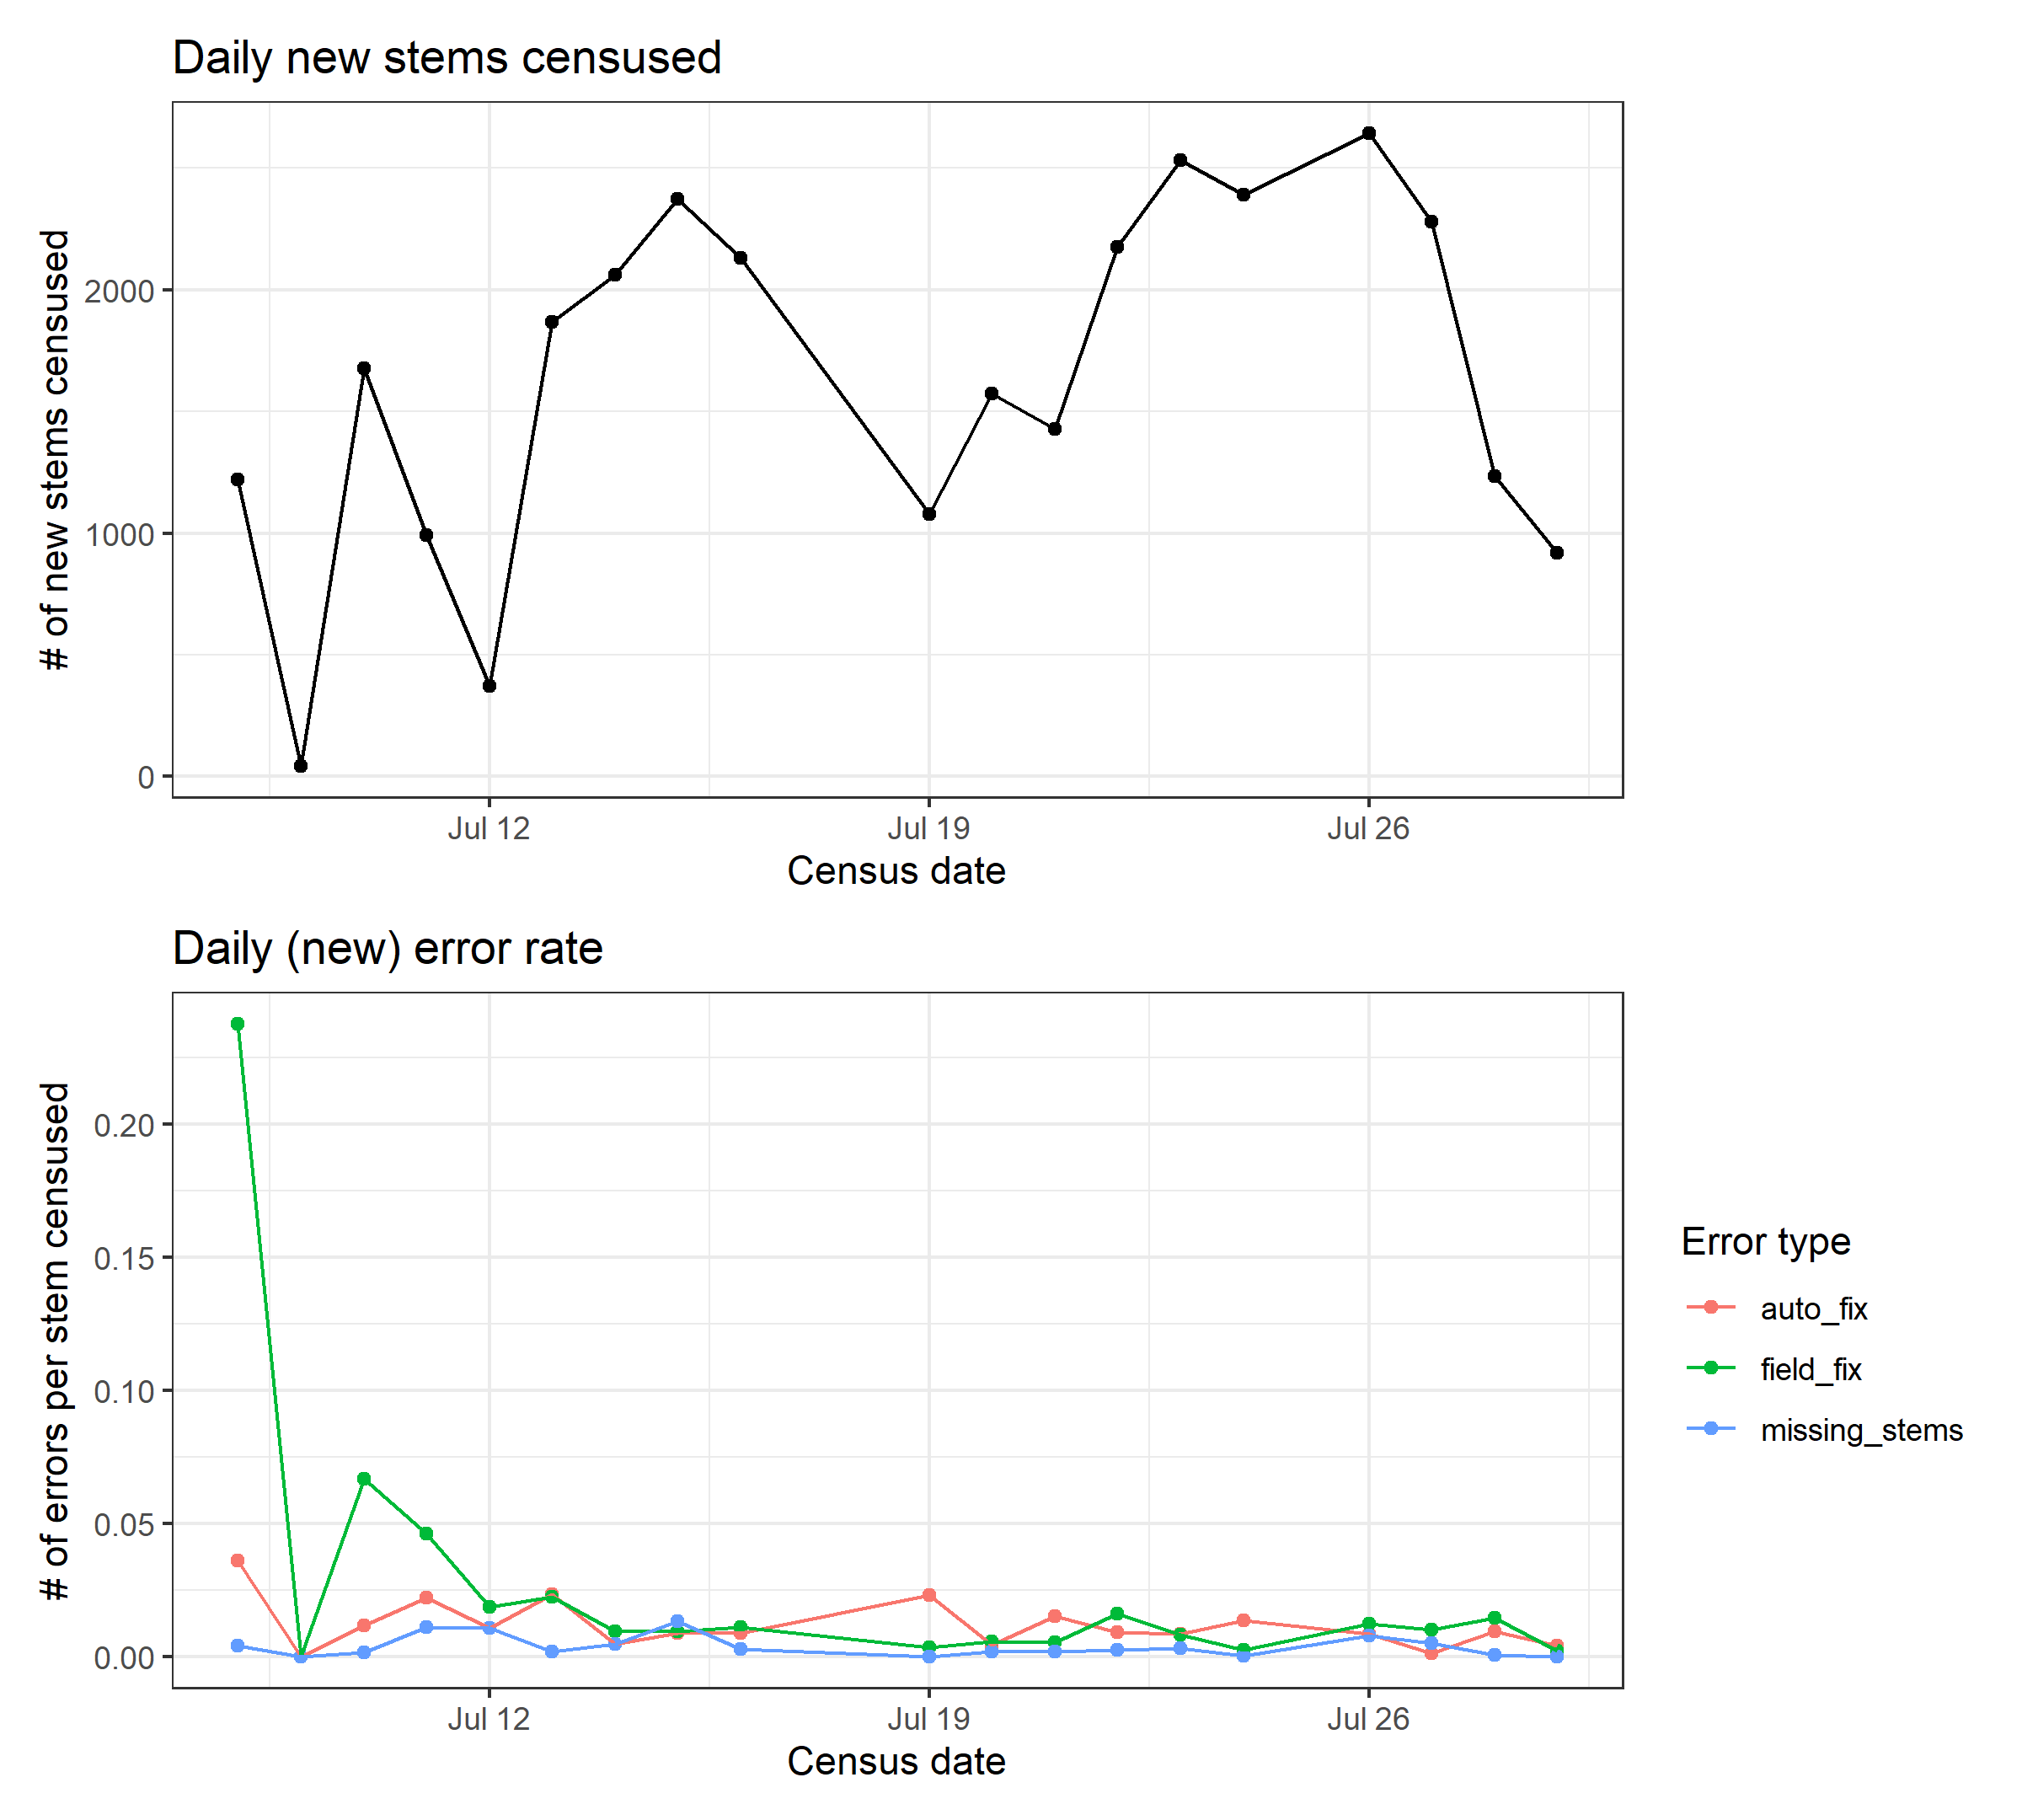 Daily new stems censused
# of new stems censused
2000
1000
0
Jul 12
Jul 19
Jul 26
Census date
Daily (new) error rate
# of errors per stem censused
0.20
0.15
0.10
0.05
0.00
Jul 12
Jul 19
Jul 26
Census date
Error type
auto_fix
field_fix
missing_stems